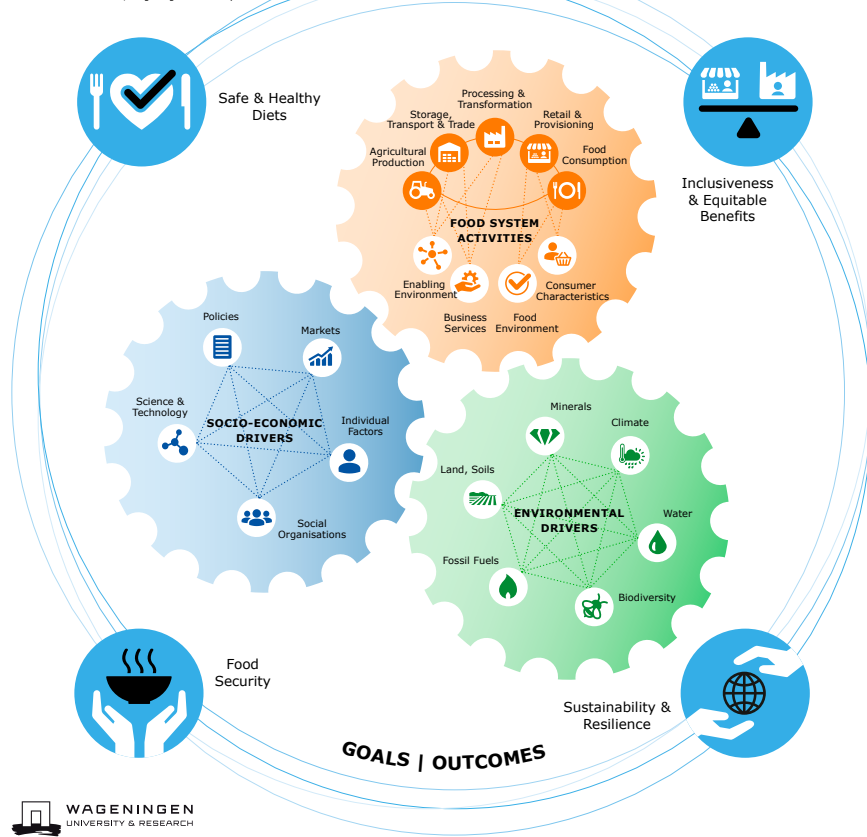 Safe & Healthy
Diets
Inclusiveness
& Equitable
Benefits
Processing &
Transformation
Storage,
Transport & Trade
Retail &
Provisioning
Agricultural
Production
Food
Consumption
FOOD SYSTEM
ACTIVITIES
Enabling
Environment
Business
Services
Food
Environment
Consumer
Characteristics
Policies
Markets
Science &
Technology
SOCIO-ECONOMIC
DRIVERS
Individual
Factors
Social
Organisations
Minerals
Climate
Land, Soils
ENVIRONMENTAL
DRIVERS
Water
Fossil Fuels
Biodiversity
Food
Security
Sustainability &
Resilience
GOALS | OUTCOMES
WAGENINGEN
UNIVERSITY & RESEARCH